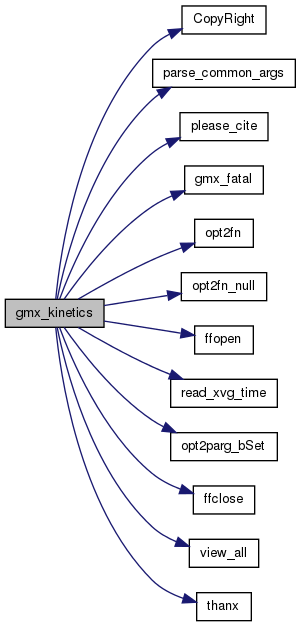 CopyRight
parse_common_args
please_cite
gmx_fatal
opt2fn
opt2fn_null
gmx_kinetics
ffopen
read_xvg_time
opt2parg_bSet
ffclose
view_all
thanx